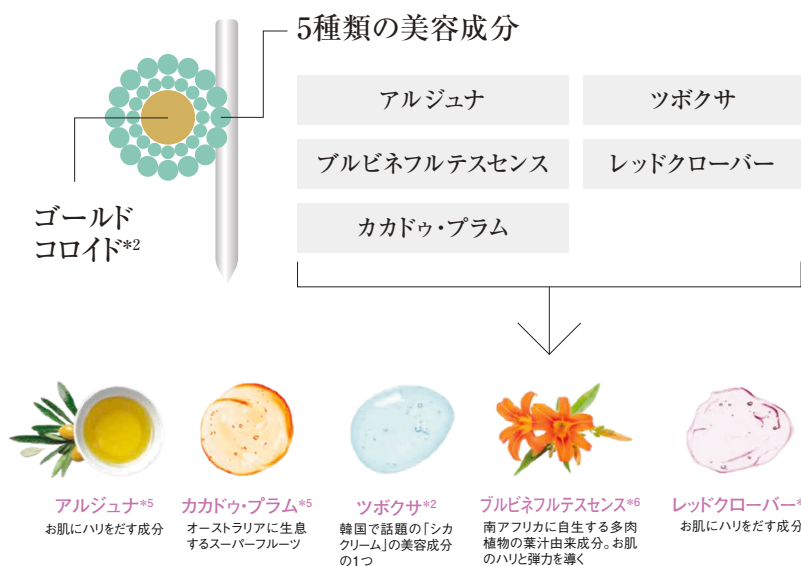 5種類の美容成分
アルジュナ
ツボクサ
ブルビネフルテスセンス
レッドクローバー
カカドゥ・プラム
ゴールド
コロイド*2
アルジュナ*5
お肌にハリをだす成分
カカドゥ・プラム*5
オーストラリアに生息
するスーパーフルーツ
ツボクサ*2
韓国で話題の「シカ
クリーム」の美容成分
の1つ
ブルビネフルテスセンス*6
南アフリカに自生する多肉
植物の葉汁由来成分。お肌
のハリと弾力を導く
レッドクローバー*
お肌にハリをだす成分